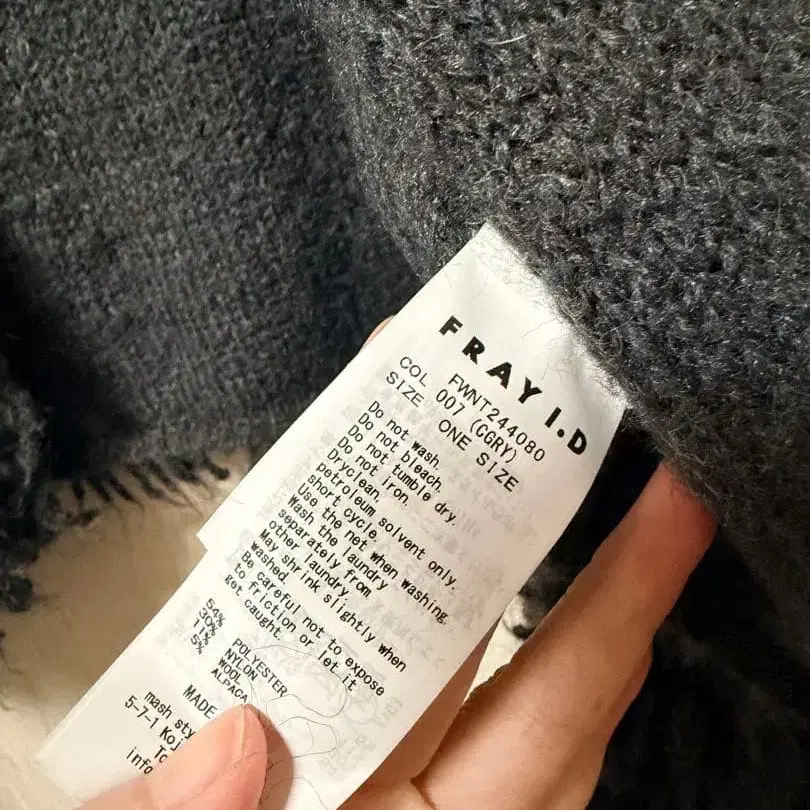 FRAY I.D
FWNT244080
COL 007 (CGRY)
SIZE ONE SIZE
Do not wash.
Do not bleach.
Do not tumble dry.
Do not iron.
Dryclean,
petroleum solvent only.
short cycle.
Use the net when washing.
Wash the laundry
separately from
other laundry.
May shrink slightly when
washed.
Be careful not to expose
to friction or let it
get caught.
54% POLYESTER
30% NYLON
11% WOOL
5% ALPACA
MADE
mash
5-7-1
info